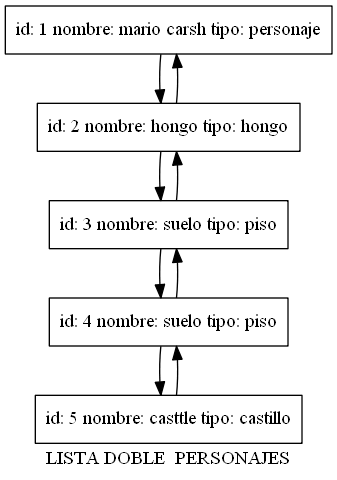 id: 1 nombre: mario carsh tipo: personaje
id: 2 nombre: hongo tipo: hongo
id: 3 nombre: suelo tipo: piso
id: 4 nombre: suelo tipo: piso
id: 5 nombre: casttle tipo: castillo
LISTA DOBLE  PERSONAJES